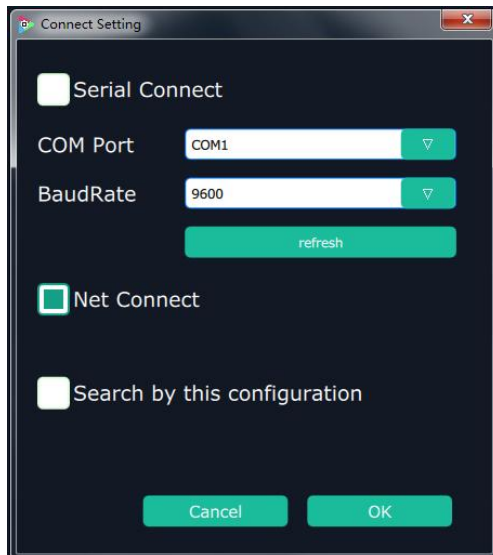 Connect Setting
Serial Connect
COM Port COM1
BaudRate 9600
refresh
Net Connect
Search by this configuration
Cancel OK